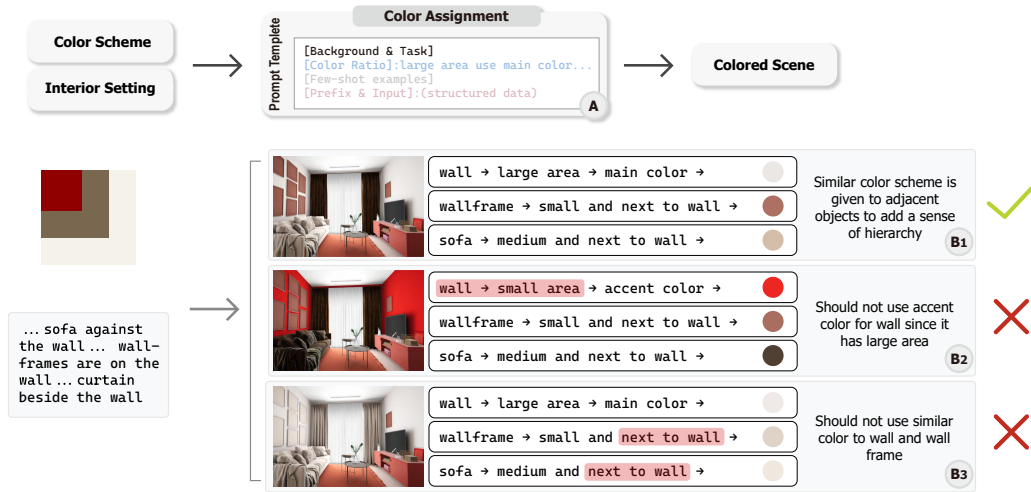 Color Scheme
Interior Setting
Color Assignment
Prompt Templete
[Background & Task]
[Color Ratio]:large area use main color...
[Few-shot examples]
[Prefix & Input]:(structured data)
A
Colored Scene
...sofa against
the wall... wall-
frames are on the
wall...curtain
beside the wall
wall → large area → main color →
wallframe → small and next to wall →
sofa → medium and next to wall →
Similar color scheme is
given to adjacent
objects to add a sense
of hierarchy
B1
wall → small area → accent color →
wallframe → small and next to wall →
sofa → medium and next to wall →
Should not use accent
color for wall since it
has large area
B2
wall → large area → main color →
wallframe → small and next to wall →
sofa → medium and next to wall →
Should not use similar
color to wall and wall
frame
B3